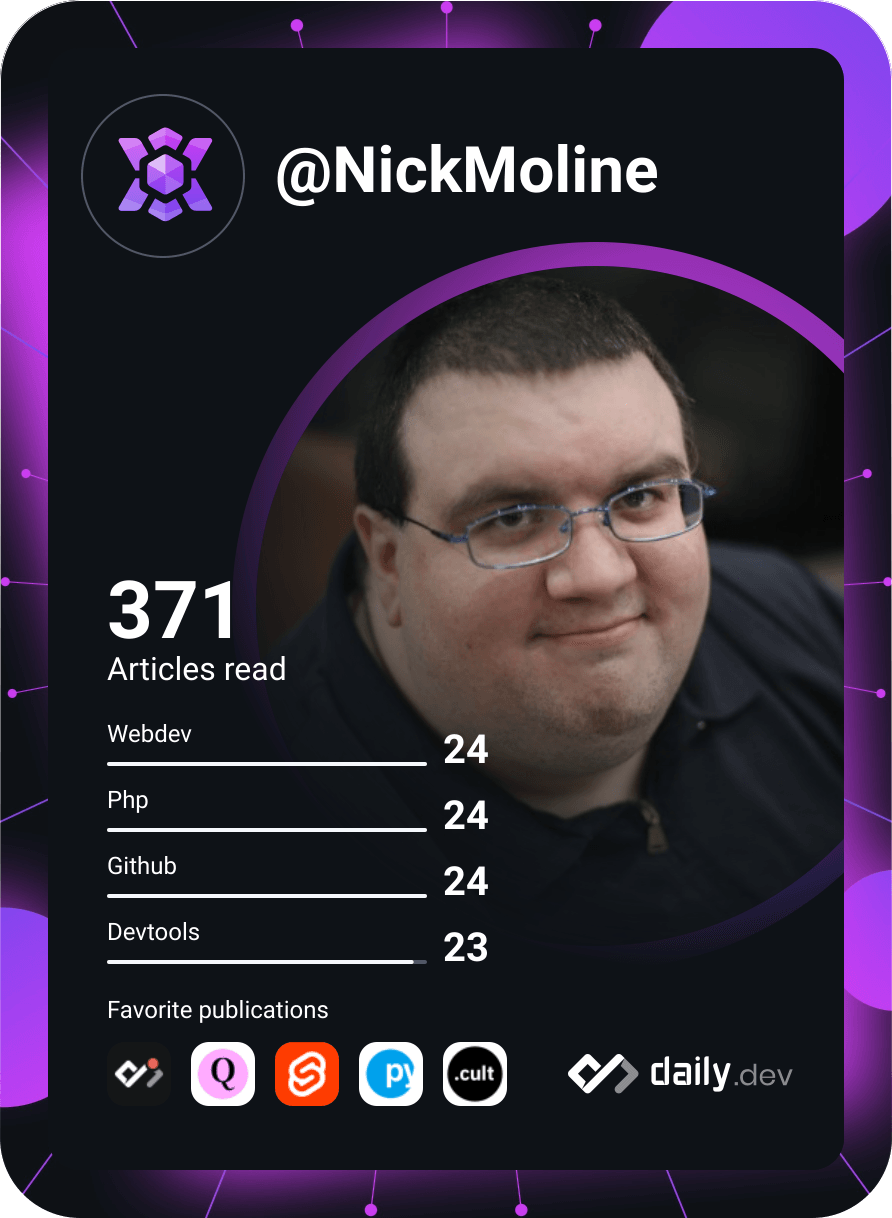 @NickMoline
371
Articles read
Webdev
24
Php
24
Github
24
Devtools
23
Favorite publications
Q
py
.cult
daily.dev